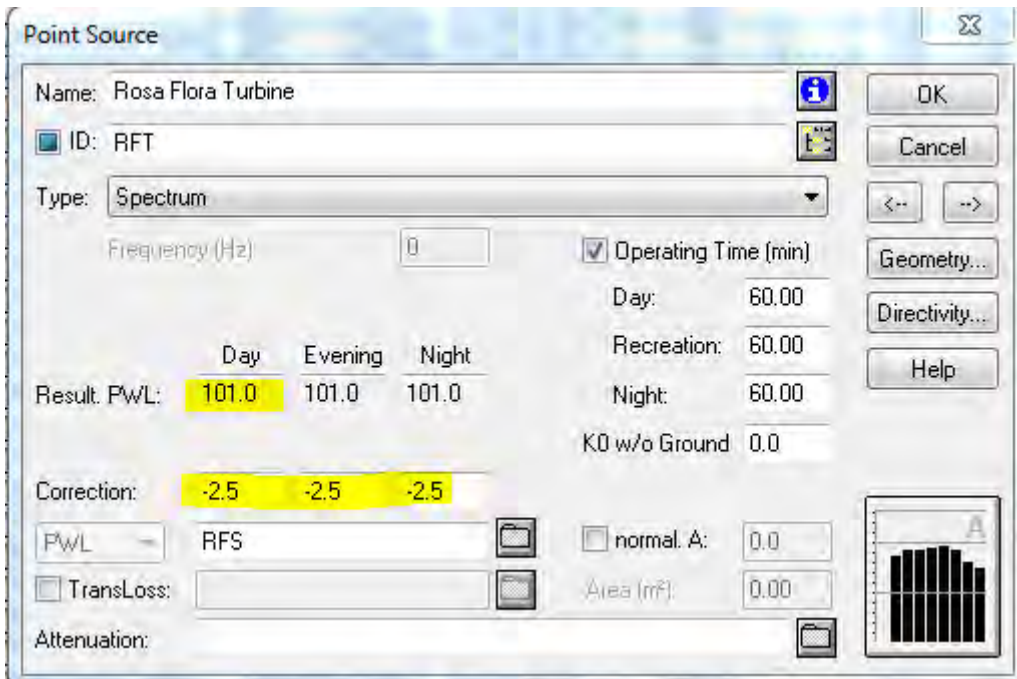 Point Source
Name: Rosa Flora Turbine
OK
ID: RFT
Cancel
Type: Spectrum
<-- -->
Frequency (Hz) 0
Operating Time (min)
Geometry...
Day: 60.00
Directivity...
Day Evening Night
Recreation: 60.00
Help
Result. PWL: 101.0 101.0 101.0
Night: 60.00
K0 w/o Ground 0.0
Correction: -2.5 -2.5 -2.5
PWL RFS
normal. A: 0.0
A
TransLoss:
Area (m²): 0.00
Attenuation: